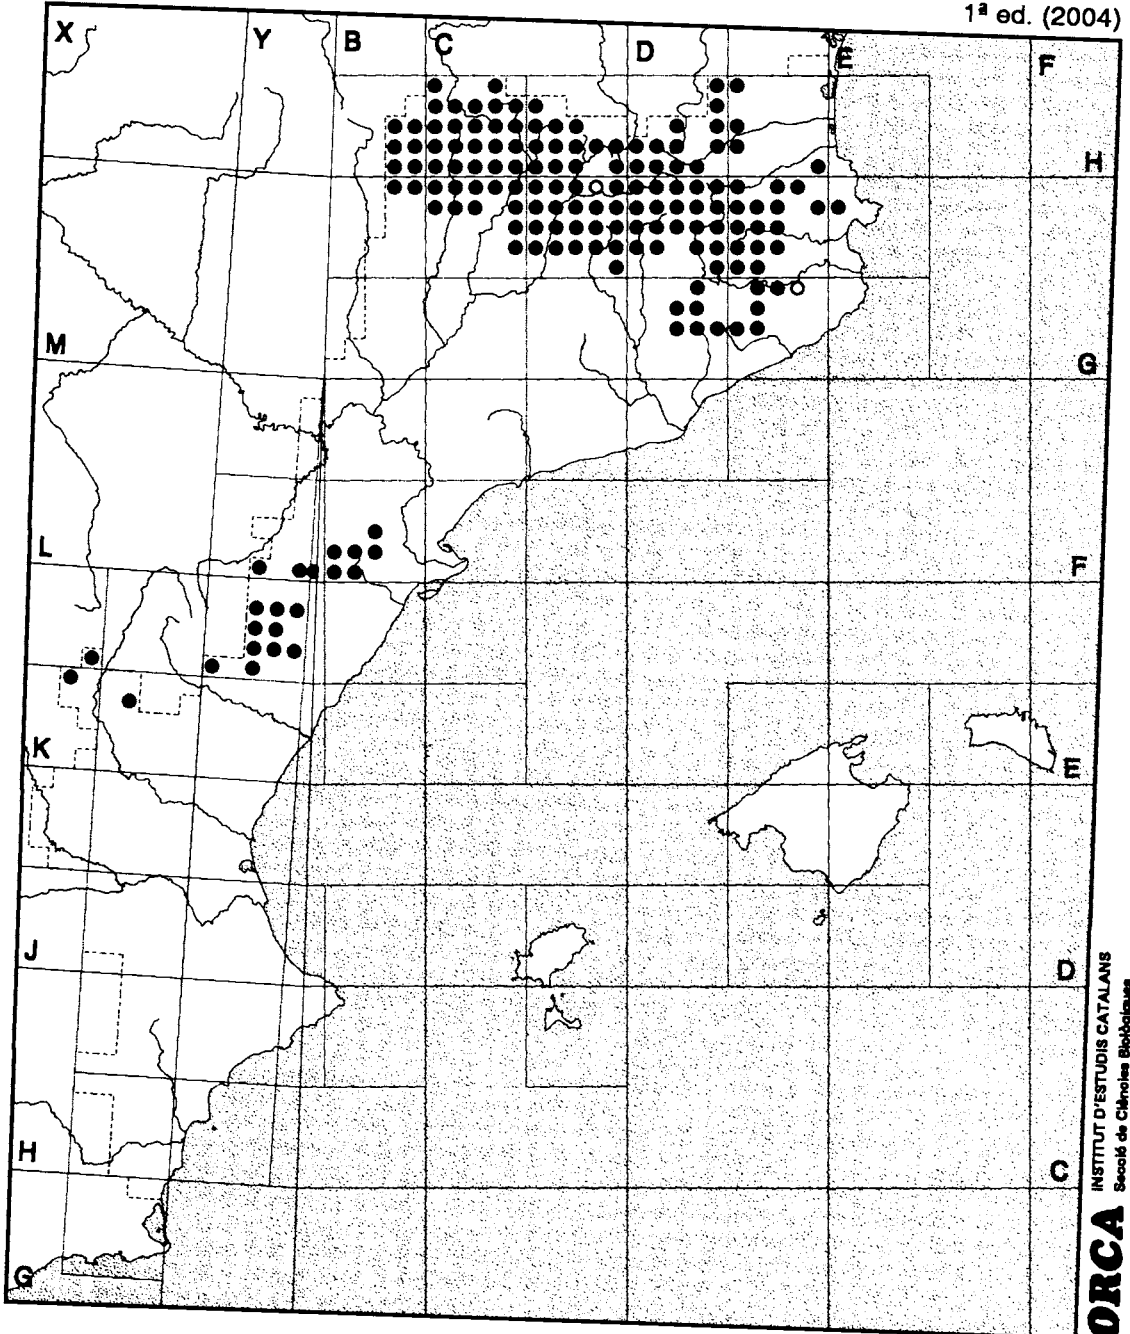 1ª ed. (2004)
X
Y
B
C
D
E
F
H
M
G
L
F
K
E
J
D
H
C
G
INSTITUT D'ESTUDIS CATALANS
Secció de Ciències Biològiques
ORCA